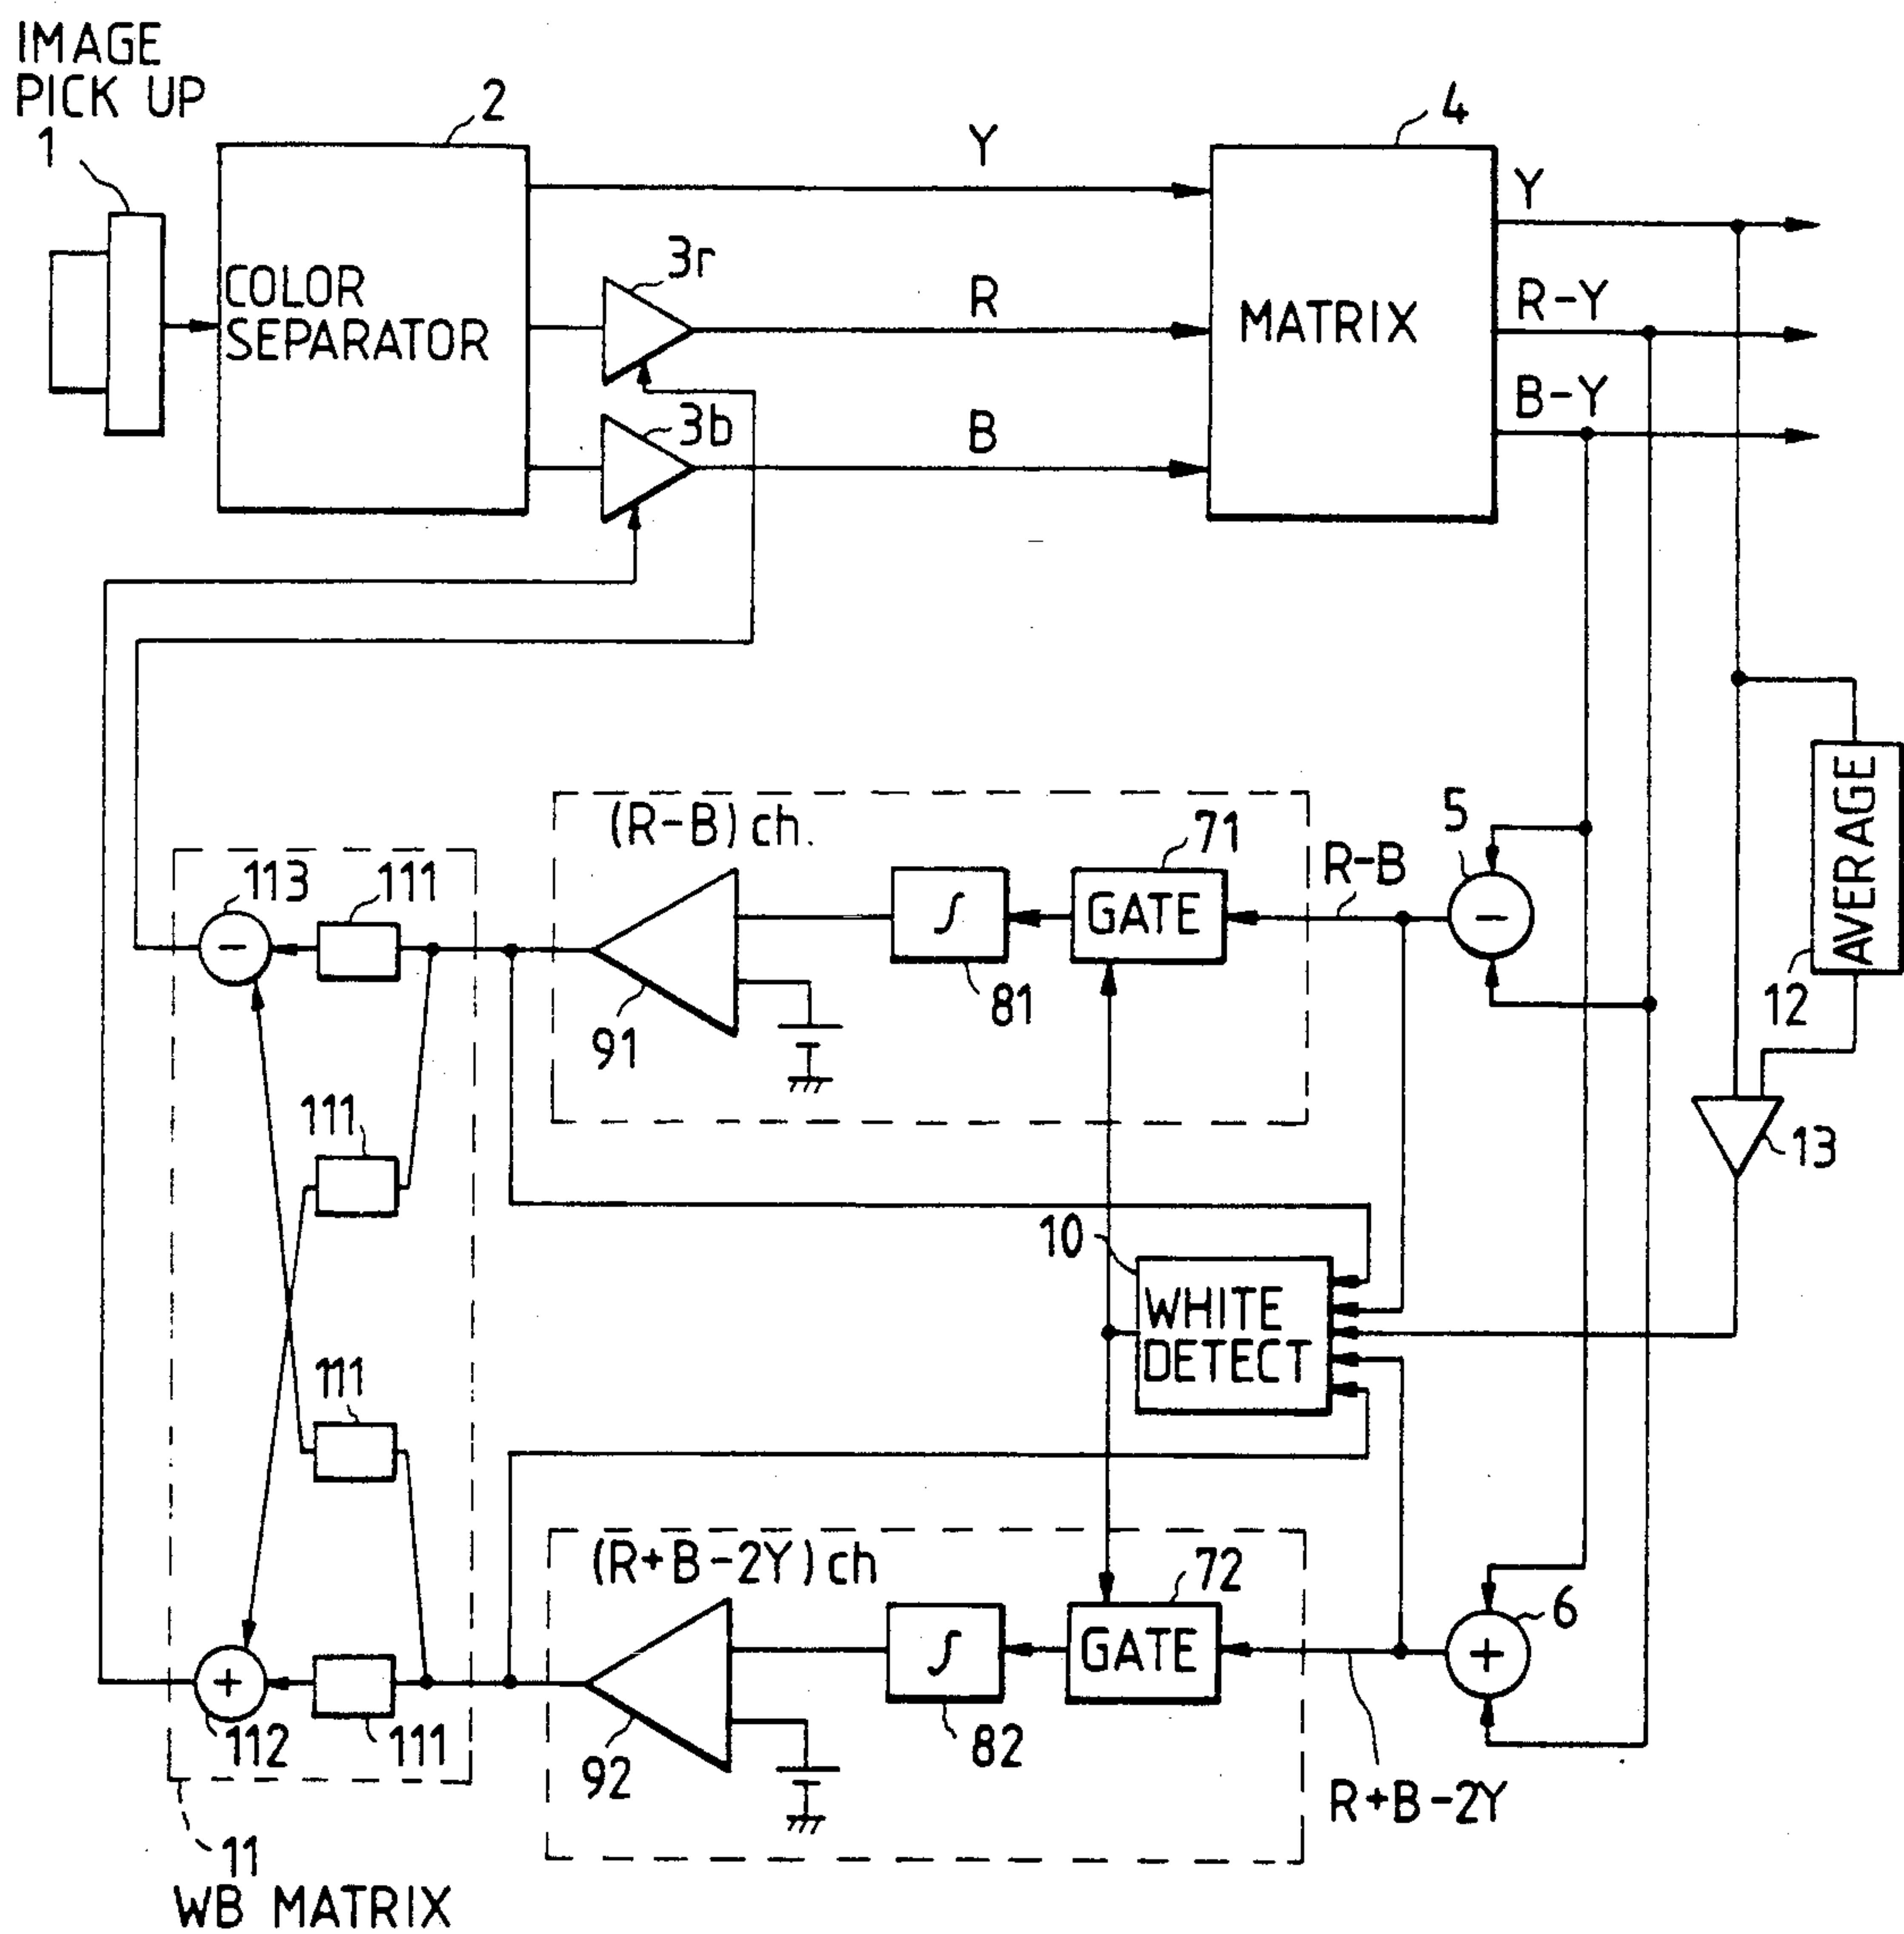 IMAGE
PICK UP
1
2
4
Y
Y
3r
R
R-Y
COLOR
SEPARATOR
MATRIX
3b
B
B-Y
(R-B) ch.
71
5
R-B
AVERAGE
113
111
∫
GATE
−
−
81
12
91
111
13
10
WHITE
DETECT
111
(R+B-2Y) ch
72
6
∫
GATE
+
+
112
111
82
92
R+B-2Y
11
WB MATRIX